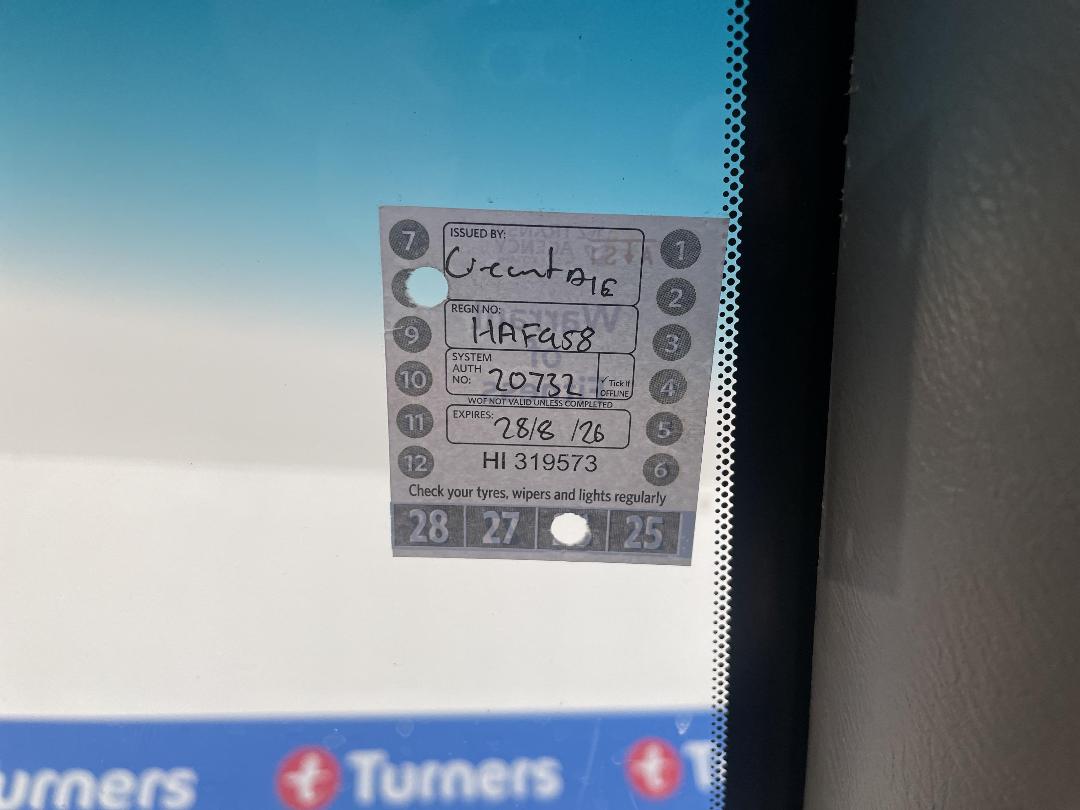 7 1
ISSUED BY:
2
REGN NO:
HAF958
9 3
SYSTEM
AUTH
NO: 20732
✓ Tick if
OFFLINE
10 4
WOF NOT VALID UNLESS COMPLETED
EXPIRES:
28/8 /26
11 5
HI 319573
12 6
Check your tyres, wipers and lights regularly
28 27 25
urners Turners T